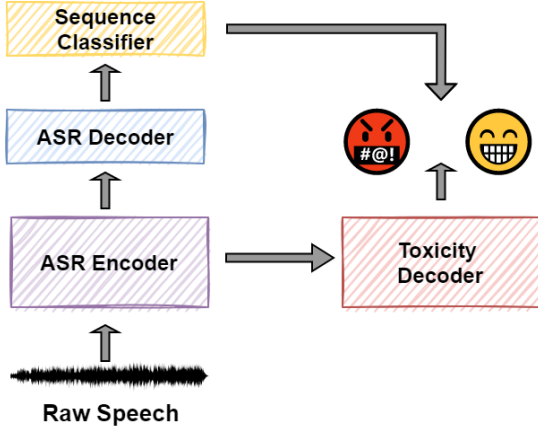 Sequence
Classifier
ASR Decoder
#@!
ASR Encoder
Toxicity
Decoder
Raw Speech